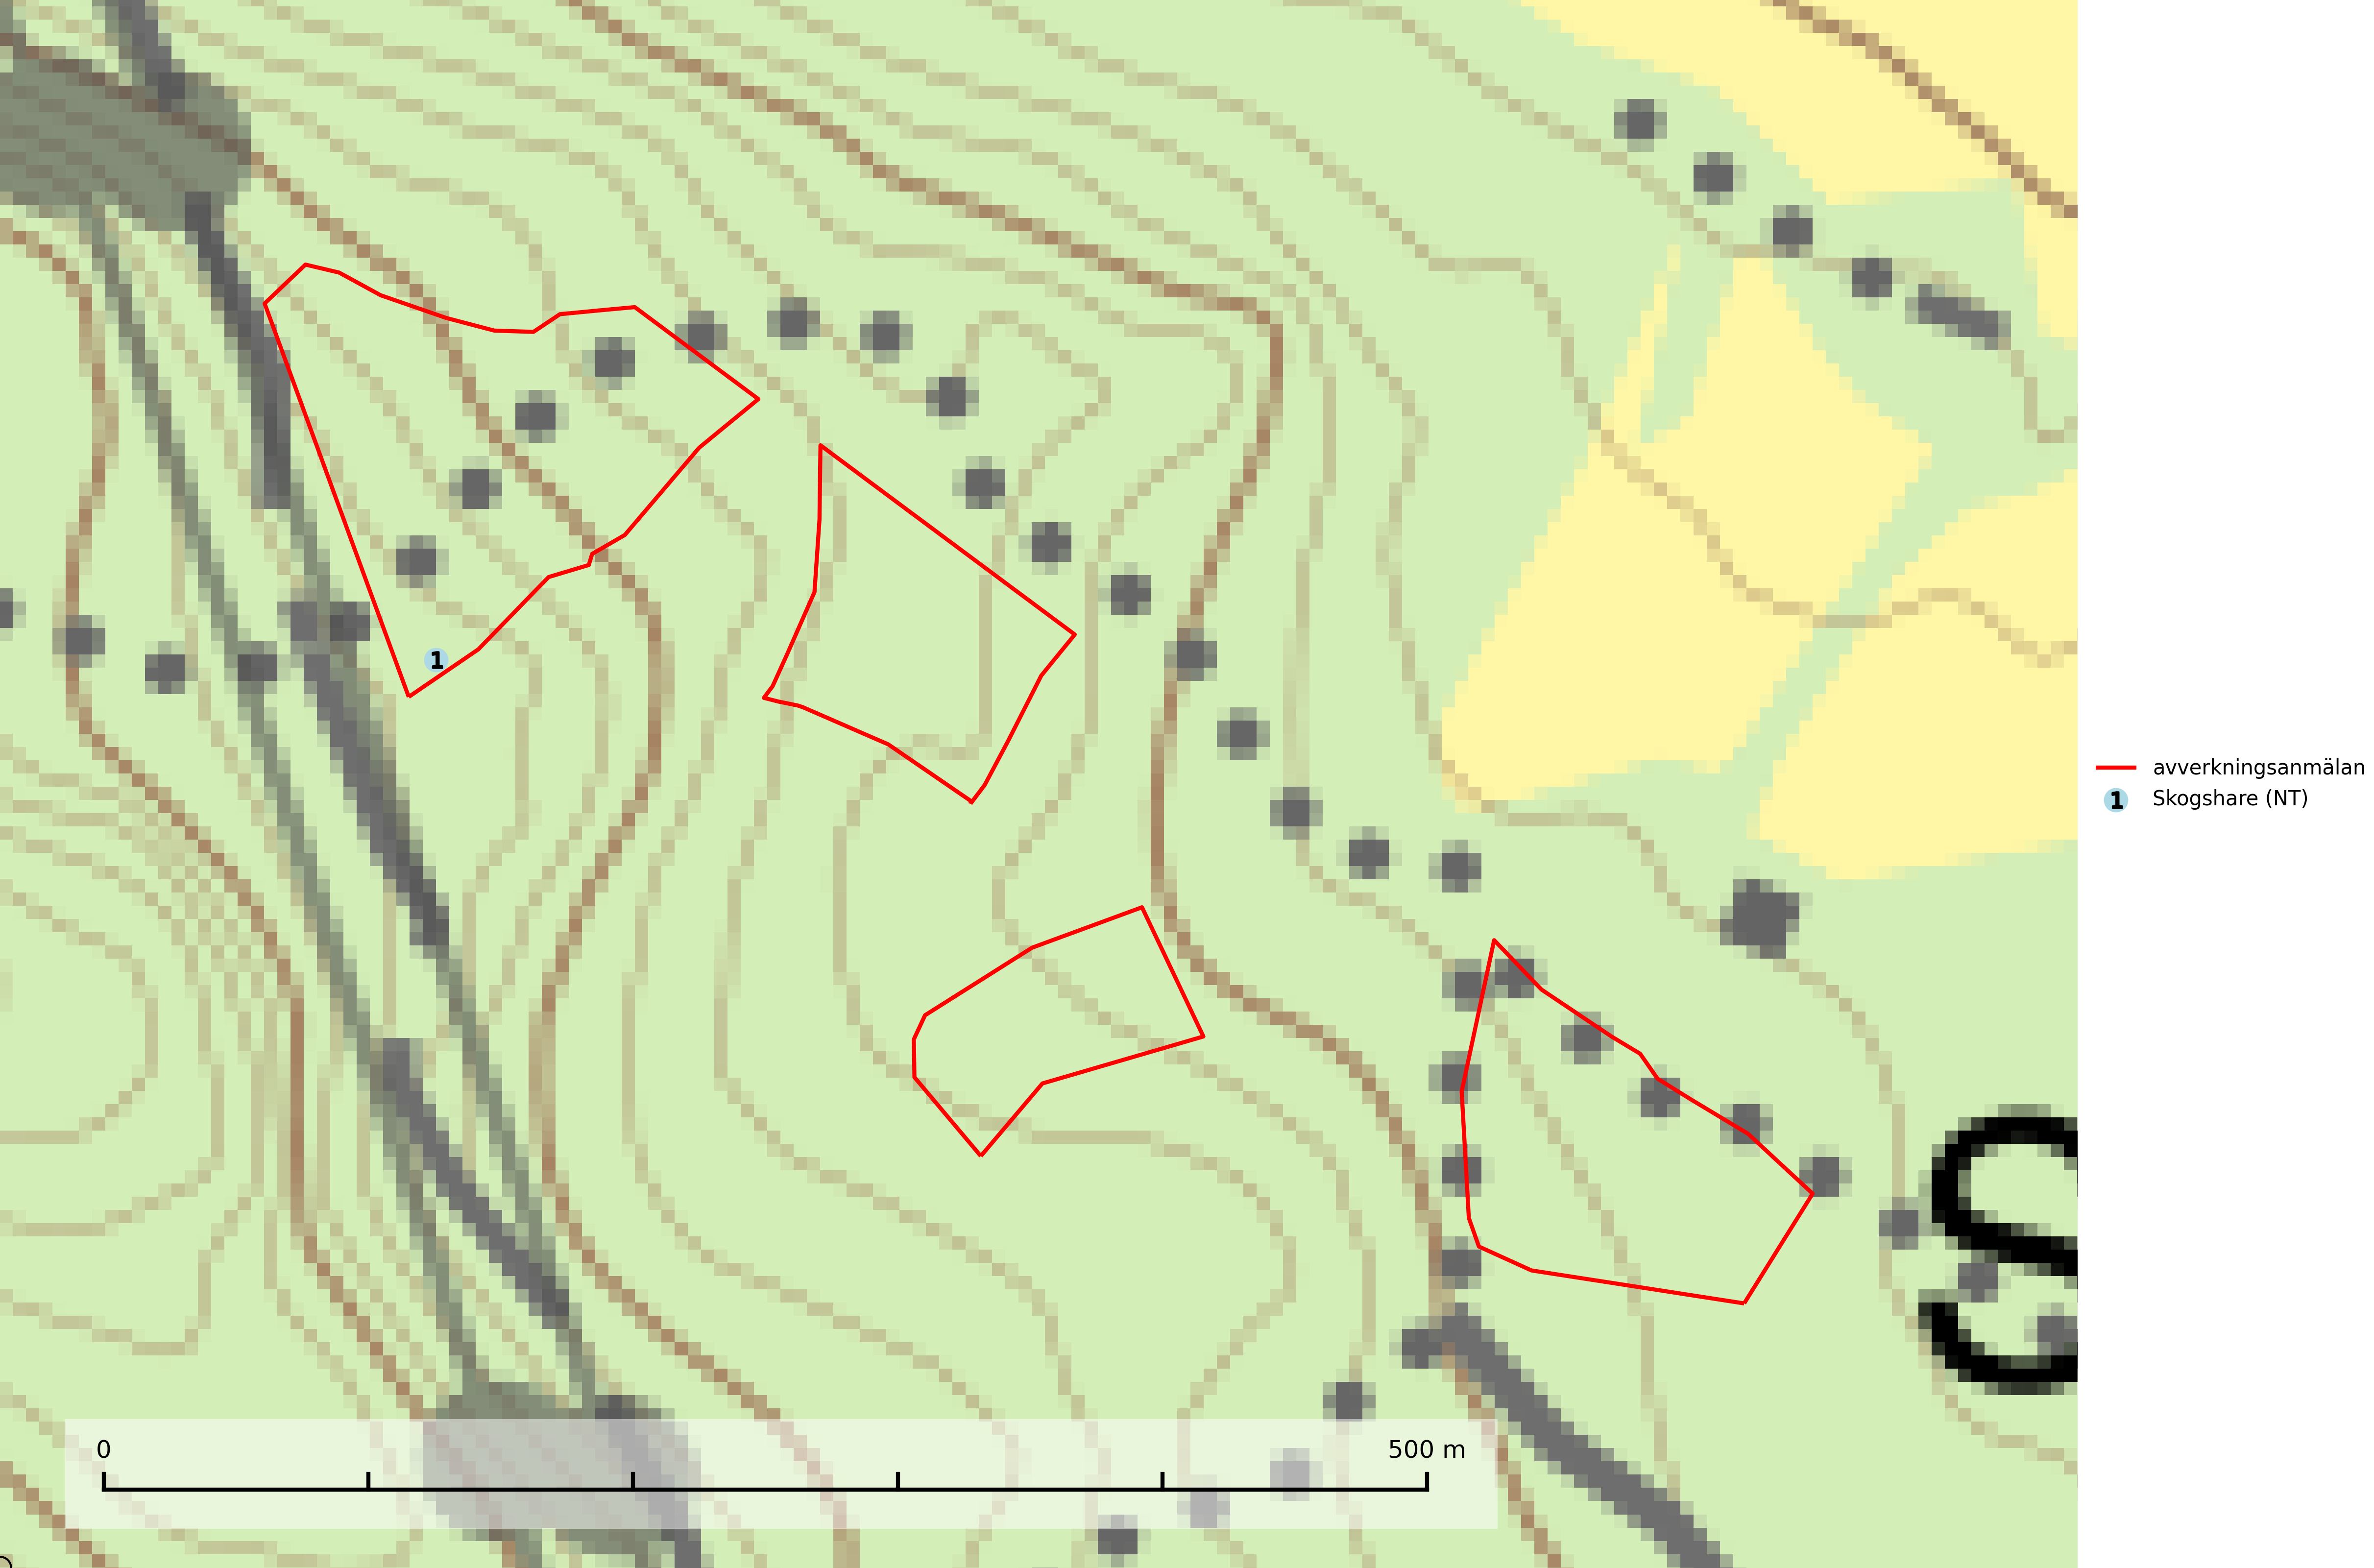 1
0
500 m
avverkningsanmälan
1 Skogshare (NT)